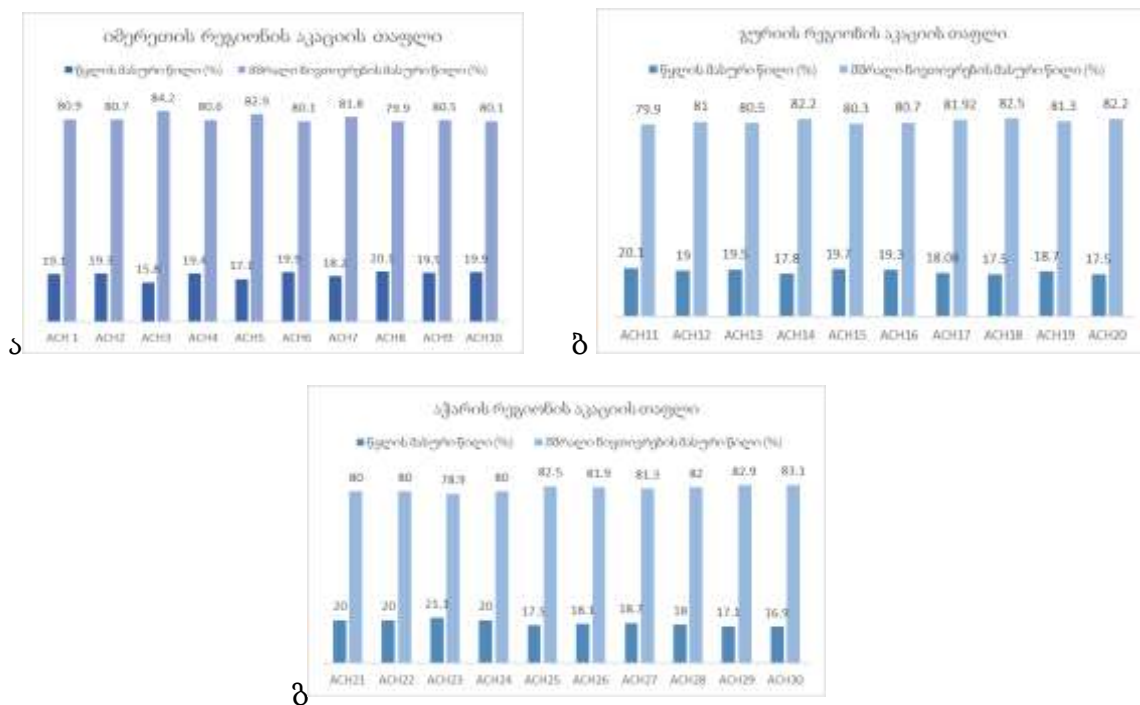 იმერეთის რეგიონის აკაციის თაფლი
წყლის მასური წილი (%) მშრალი ნივთიერების მასური წილი (%)
80.9 80.7 84.2 80.6 82.9 80.1 81.8 79.9 80.5 80.1
19.1 19.3 15.8 19.4 17.1 19.9 18.2 20.1 19.5 19.9
ACH 1 ACH2 ACH3 ACH4 ACH5 ACH6 ACH7 ACH8 ACH9 ACH10
ა
გურიის რეგიონის აკაციის თაფლი
წყლის მასური წილი (%) მშრალი ნივთიერების მასური წილი (%)
79.9 81 80.5 82.2 80.3 80.7 81.92 82.5 81.3 82.2
20.1 19 19.5 17.8 19.7 19.3 18.08 17.5 18.7 17.5
ACH11 ACH12 ACH13 ACH14 ACH15 ACH16 ACH17 ACH18 ACH19 ACH20
ბ
აჭარის რეგიონის აკაციის თაფლი
წყლის მასური წილი (%) მშრალი ნივთიერების მასური წილი (%)
80 80 78.9 80 82.5 81.9 81.3 82 82.9 83.1
20 20 21.1 20 17.5 18.1 18.7 18 17.1 16.9
ACH21 ACH22 ACH23 ACH24 ACH25 ACH26 ACH27 ACH28 ACH29 ACH30
გ